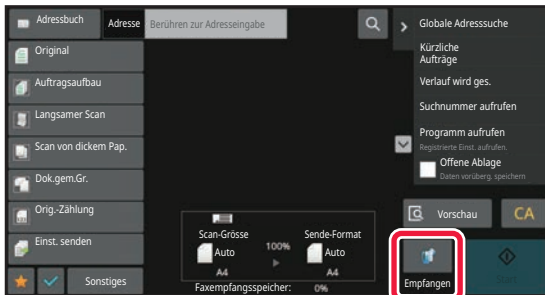 Adressbuch
Adresse
Berühren zur Adresseingabe
Globale Adresssuche
Original
Kürzliche
Aufträge
Auftragsaufbau
Verlauf wird ges.
Langsamer Scan
Suchnummer aufrufen
Scan von dickem Pap.
Programm aufrufen
Registrierte Einst. aufrufen.
Dok.gem.Gr.
Offene Ablage
Daten vorüberg. speichern
Orig.-Zählung
Vorschau
CA
Einst. senden
Scan-Grösse
Sende-Format
100%
Auto
Auto
A4
A4
Sonstiges
Faxempfangsspeicher:
0%
Empfangen
Start